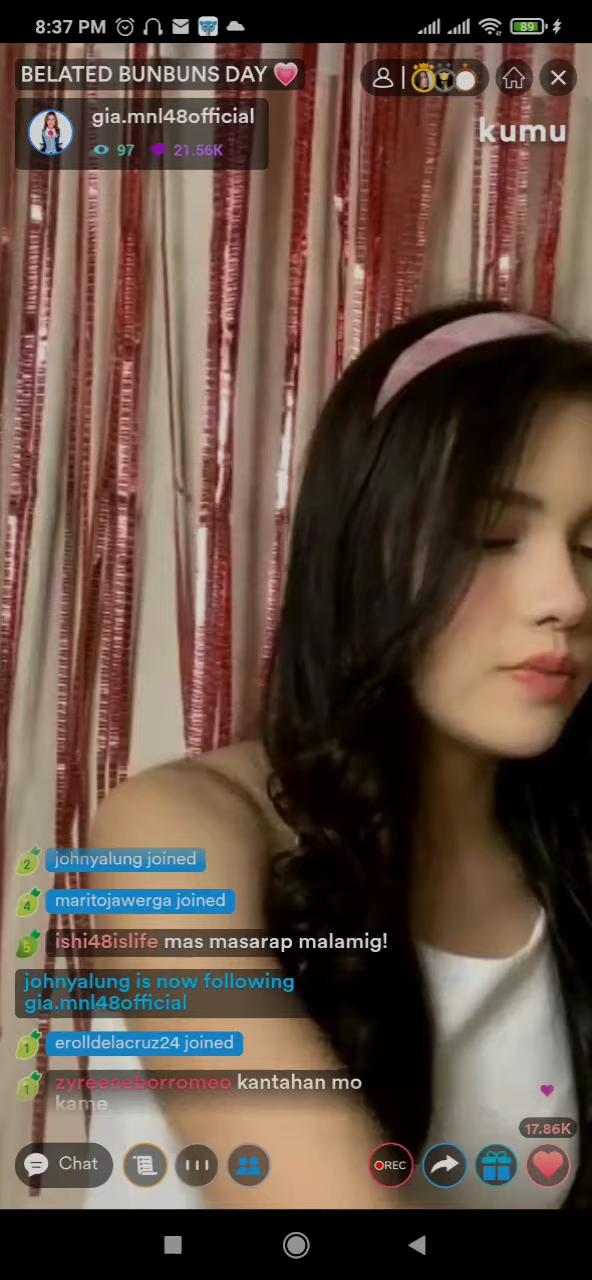 8:37 PM
89
BELATED BUNBUNS DAY
gia.mnl48official
97 21.56K
kumu
2 johnyalung joined
4 maritojawerga joined
5 ishi48islife mas masarap malamig!
johnyalung is now following
gia.mnl48official
1 erolldelacruz24 joined
1 zyreeneborromeo kantahan mo
kame
17.86K
Chat
REC